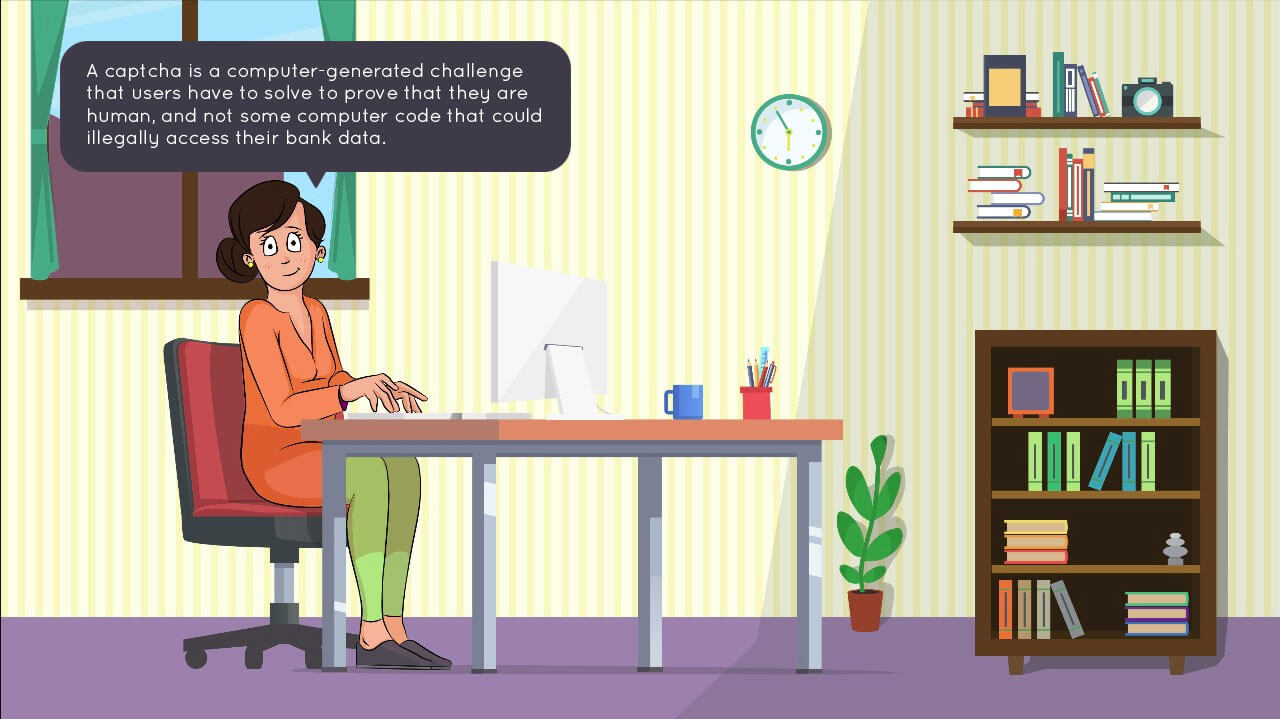 A captcha is a computer-generated challenge
that users have to solve to prove that they are
human, and not some computer code that could
illegally access their bank data.